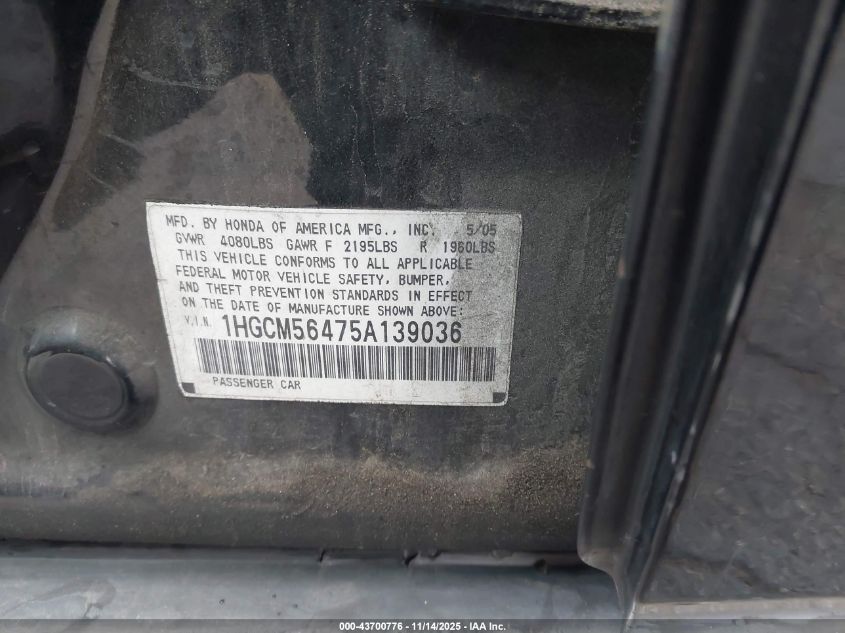 MFD. BY HONDA OF AMERICA MFG., INC. 5/05
GVWR 4080LBS GAWR F 2195LBS R 1960LBS
THIS VEHICLE CONFORMS TO ALL APPLICABLE
FEDERAL MOTOR VEHICLE SAFETY, BUMPER,
AND THEFT PREVENTION STANDARDS IN EFFECT
ON THE DATE OF MANUFACTURE SHOWN ABOVE:
V.I.N. 1HGCM56475A139036
PASSENGER CAR
000-43700776 - 11/14/2025 - IAA Inc.